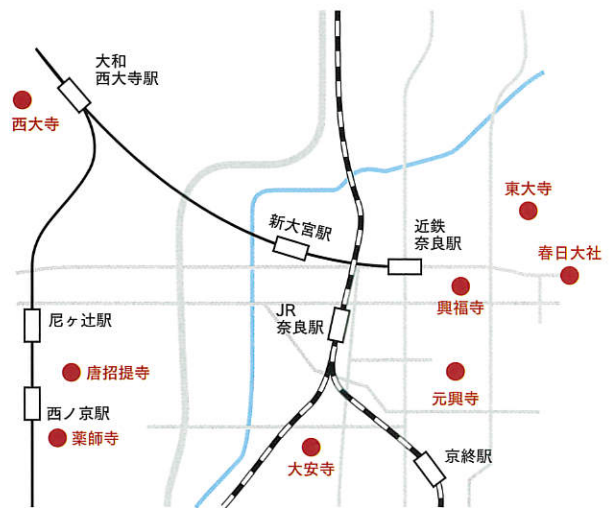 大和
西大寺駅
西大寺
東大寺
新大宮駅
近鉄
奈良駅
春日大社
興福寺
JR
奈良駅
尼ヶ辻駅
唐招提寺
元興寺
西ノ京駅
薬師寺
大安寺
京終駅